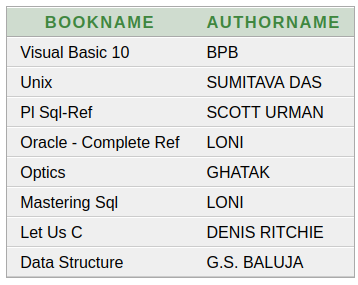 BOOKNAME AUTHORNAME
Visual Basic 10 BPB
Unix SUMITAVA DAS
Pl Sql-Ref SCOTT URMAN
Oracle - Complete Ref LONI
Optics GHATAK
Mastering Sql LONI
Let Us C DENIS RITCHIE
Data Structure G.S. BALUJA